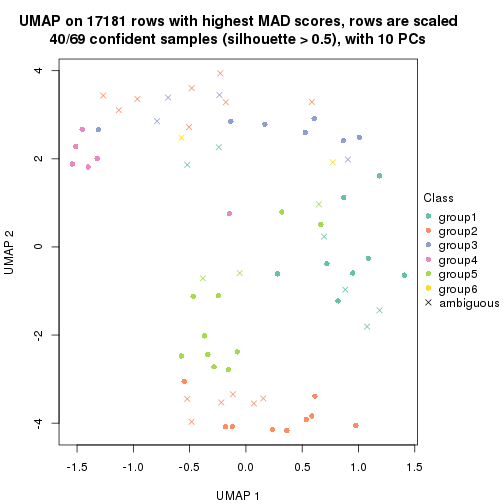 UMAP on 17181 rows with highest MAD scores, rows are scaled
40/69 confident samples (silhouette > 0.5), with 10 PCs
4
2
0
-2
-4
UMAP 2
-1.5 -1.0 -0.5 0.0 0.5 1.0 1.5
UMAP 1
Class
group1
group2
group3
group4
group5
group6
ambiguous